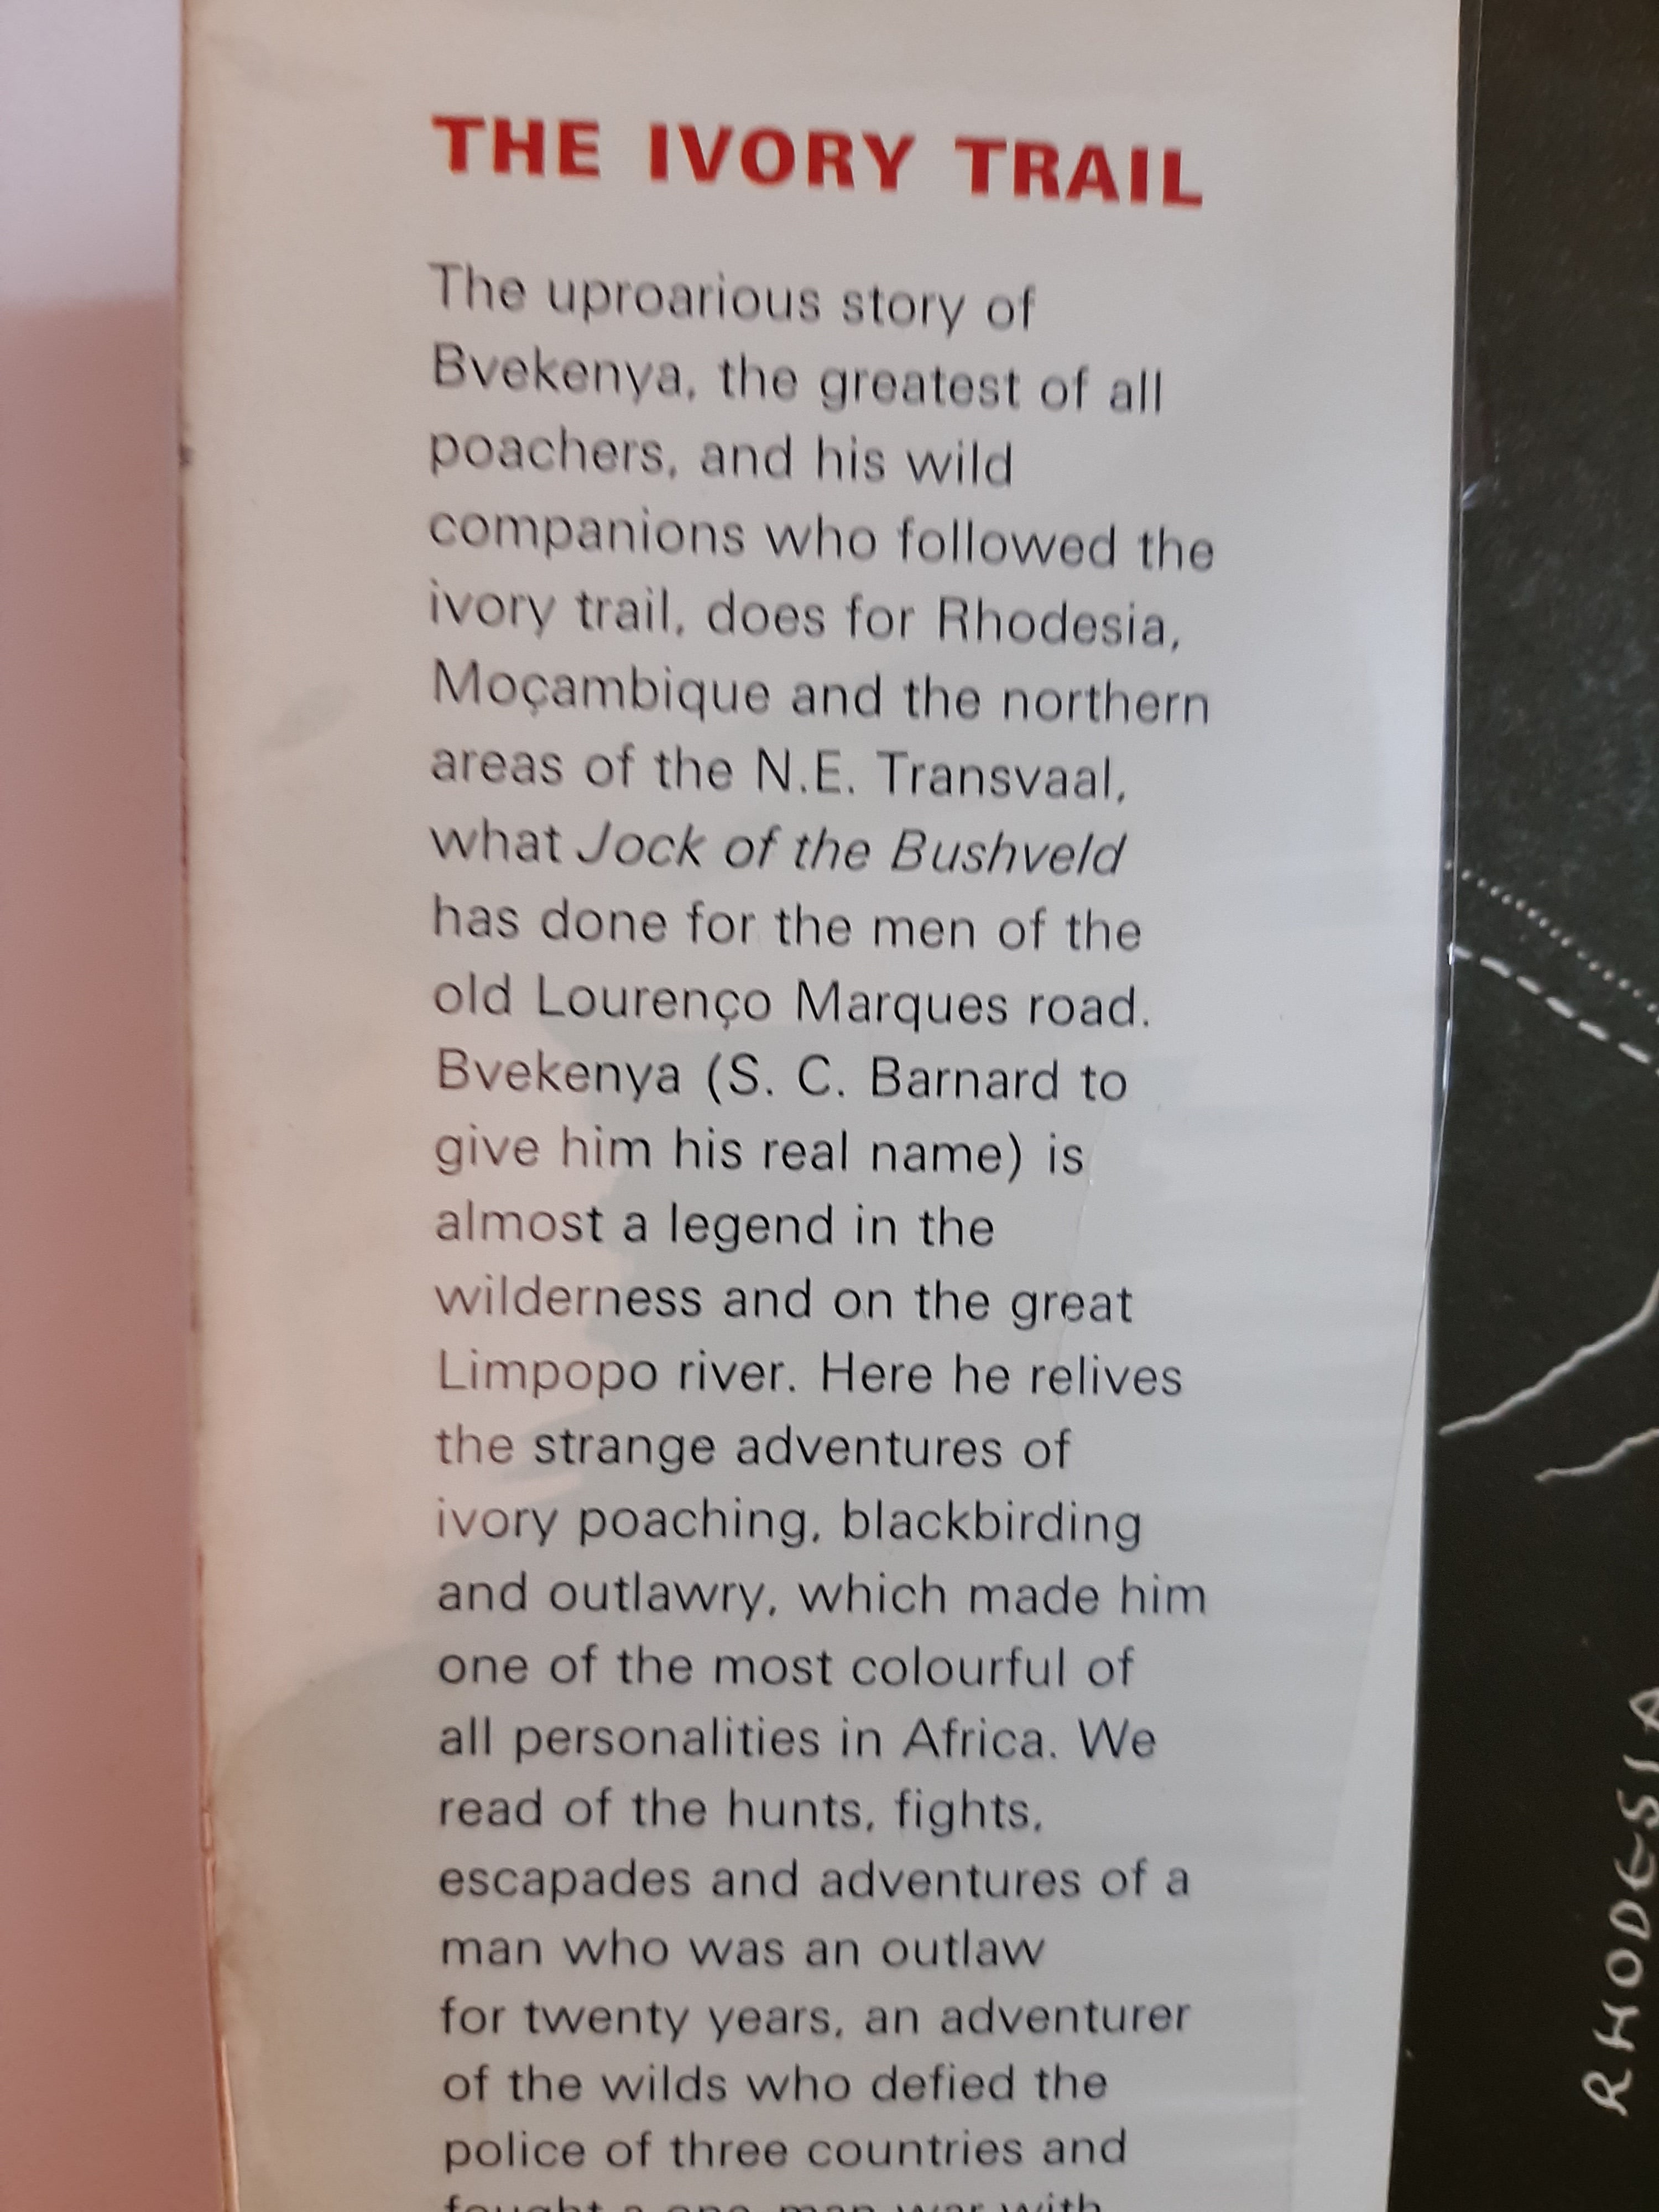 THE IVORY TRAIL
The uproarious story of
Bvekenya, the greatest of all
poachers, and his wild
companions who followed the
ivory trail, does for Rhodesia,
Moçambique and the northern
areas of the N.E. Transvaal,
what Jock of the Bushveld
has done for the men of the
old Lourenço Marques road.
Bvekenya (S. C. Barnard to
give him his real name) is
almost a legend in the
wilderness and on the great
Limpopo river. Here he relives
the strange adventures of
ivory poaching, blackbirding
and outlawry, which made him
one of the most colourful of
all personalities in Africa. We
read of the hunts, fights,
escapades and adventures of a
man who was an outlaw
for twenty years, an adventurer
of the wilds who defied the
police of three countries and
fought a one-man war with
RHODESIA